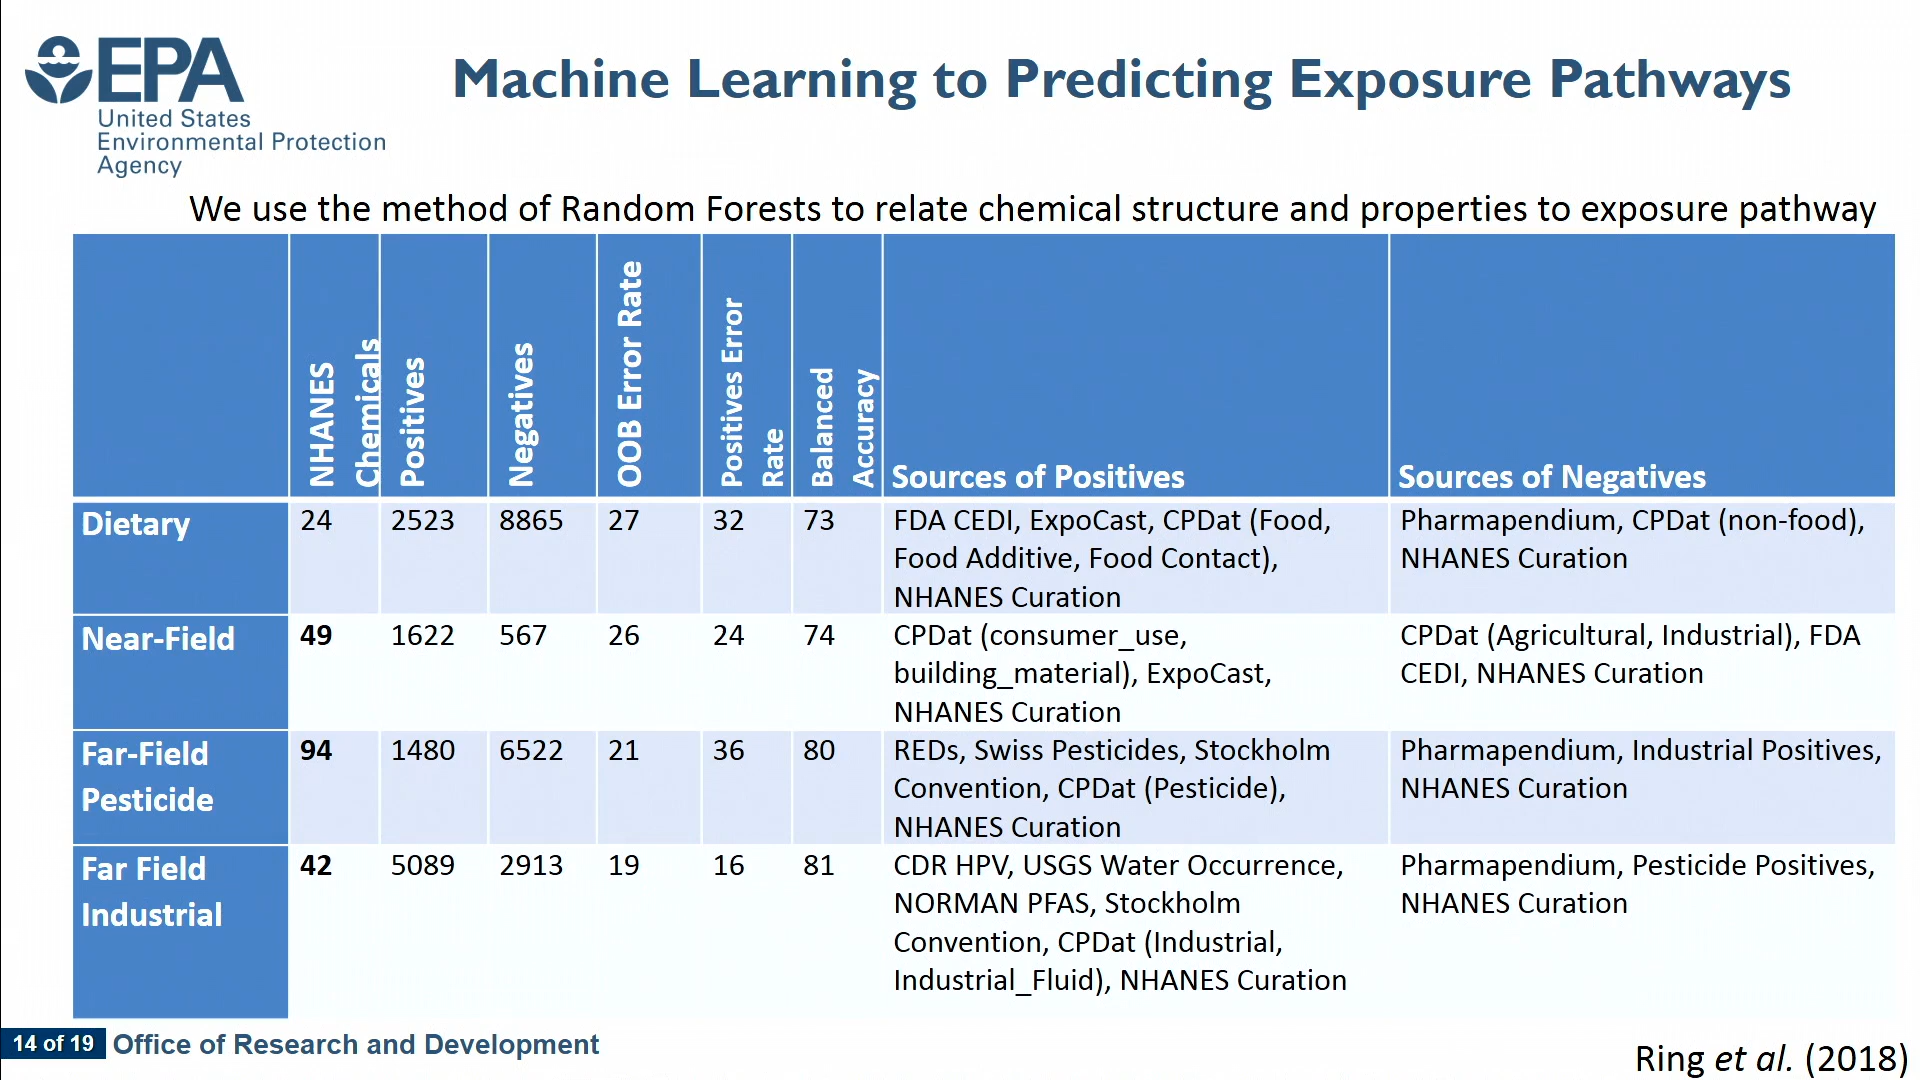 EPA
United States
Environmental Protection
Agency
Machine Learning to Predicting Exposure Pathways
We use the method of Random Forests to relate chemical structure and properties to exposure pathway
NHANES
Chemicals
Positives
Negatives
OOB Error Rate
Positives Error
Rate
Balanced
Accuracy
Sources of Positives
Sources of Negatives
Dietary
24
2523
8865
27
32
73
FDA CEDI, ExpoCast, CPDat (Food,
Food Additive, Food Contact),
NHANES Curation
Pharmapendium, CPDat (non-food),
NHANES Curation
Near-Field
49
1622
567
26
24
74
CPDat (consumer_use,
building_material), ExpoCast,
NHANES Curation
CPDat (Agricultural, Industrial), FDA
CEDI, NHANES Curation
Far-Field
Pesticide
94
1480
6522
21
36
80
REDs, Swiss Pesticides, Stockholm
Convention, CPDat (Pesticide),
NHANES Curation
Pharmapendium, Industrial Positives,
NHANES Curation
Far Field
Industrial
42
5089
2913
19
16
81
CDR HPV, USGS Water Occurrence,
NORMAN PFAS, Stockholm
Convention, CPDat (Industrial,
Industrial_Fluid), NHANES Curation
Pharmapendium, Pesticide Positives,
NHANES Curation
14 of 19
Office of Research and Development
Ring et al. (2018)